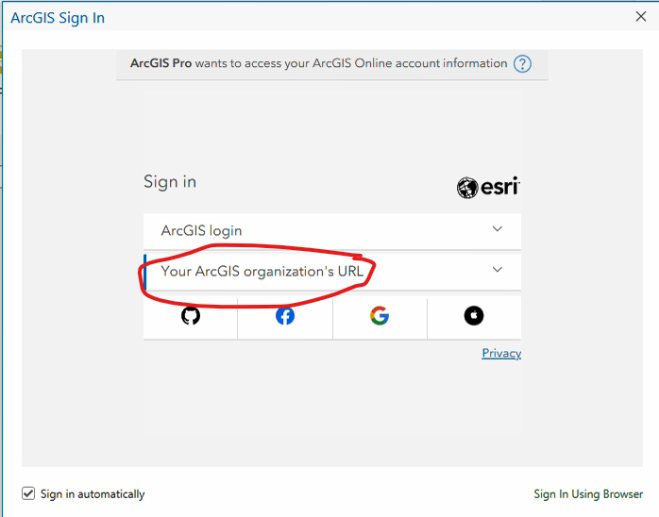 ArcGIS Sign In
ArcGIS Pro wants to access your ArcGIS Online account information ?
Sign in
esri
ArcGIS login
Your ArcGIS organization's URL
G
Privacy
Sign in automatically
Sign In Using Browser